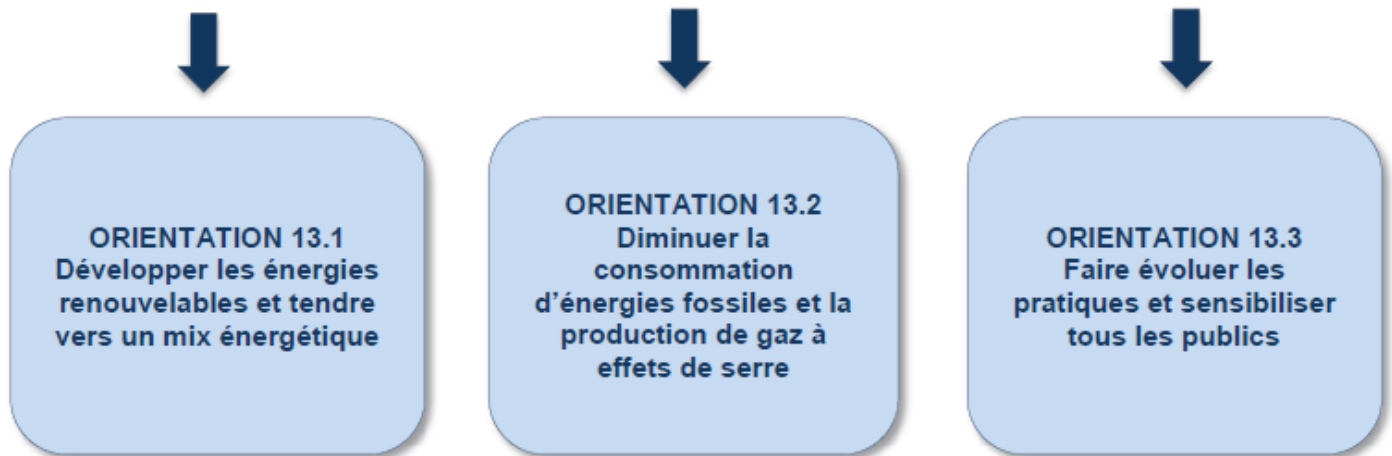 ORIENTATION 13.1
Développer les énergies
renouvelables et tendre
vers un mix énergétique
ORIENTATION 13.2
Diminuer la
consommation
d’énergies fossiles et la
production de gaz à
effets de serre
ORIENTATION 13.3
Faire évoluer les
pratiques et sensibiliser
tous les publics